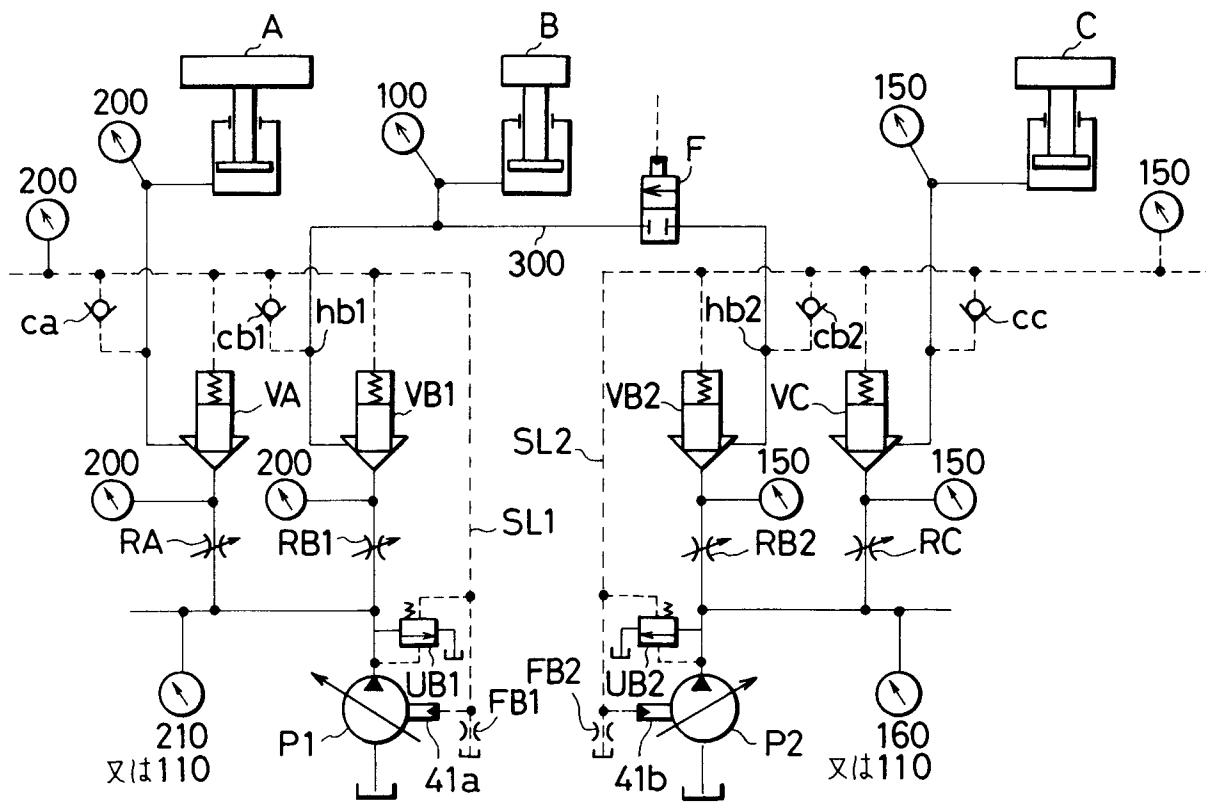 A
B
C
200
100
150
F
200
150
300
ca
cb1
hb1
hb2
cb2
cc
VA
VB1
VB2
VC
SL2
200
200
150
150
SL1
RA
RB1
RB2
RC
UB1
FB2
UB2
FB1
P1
P2
210
又は110
41a
41b
160
又は110